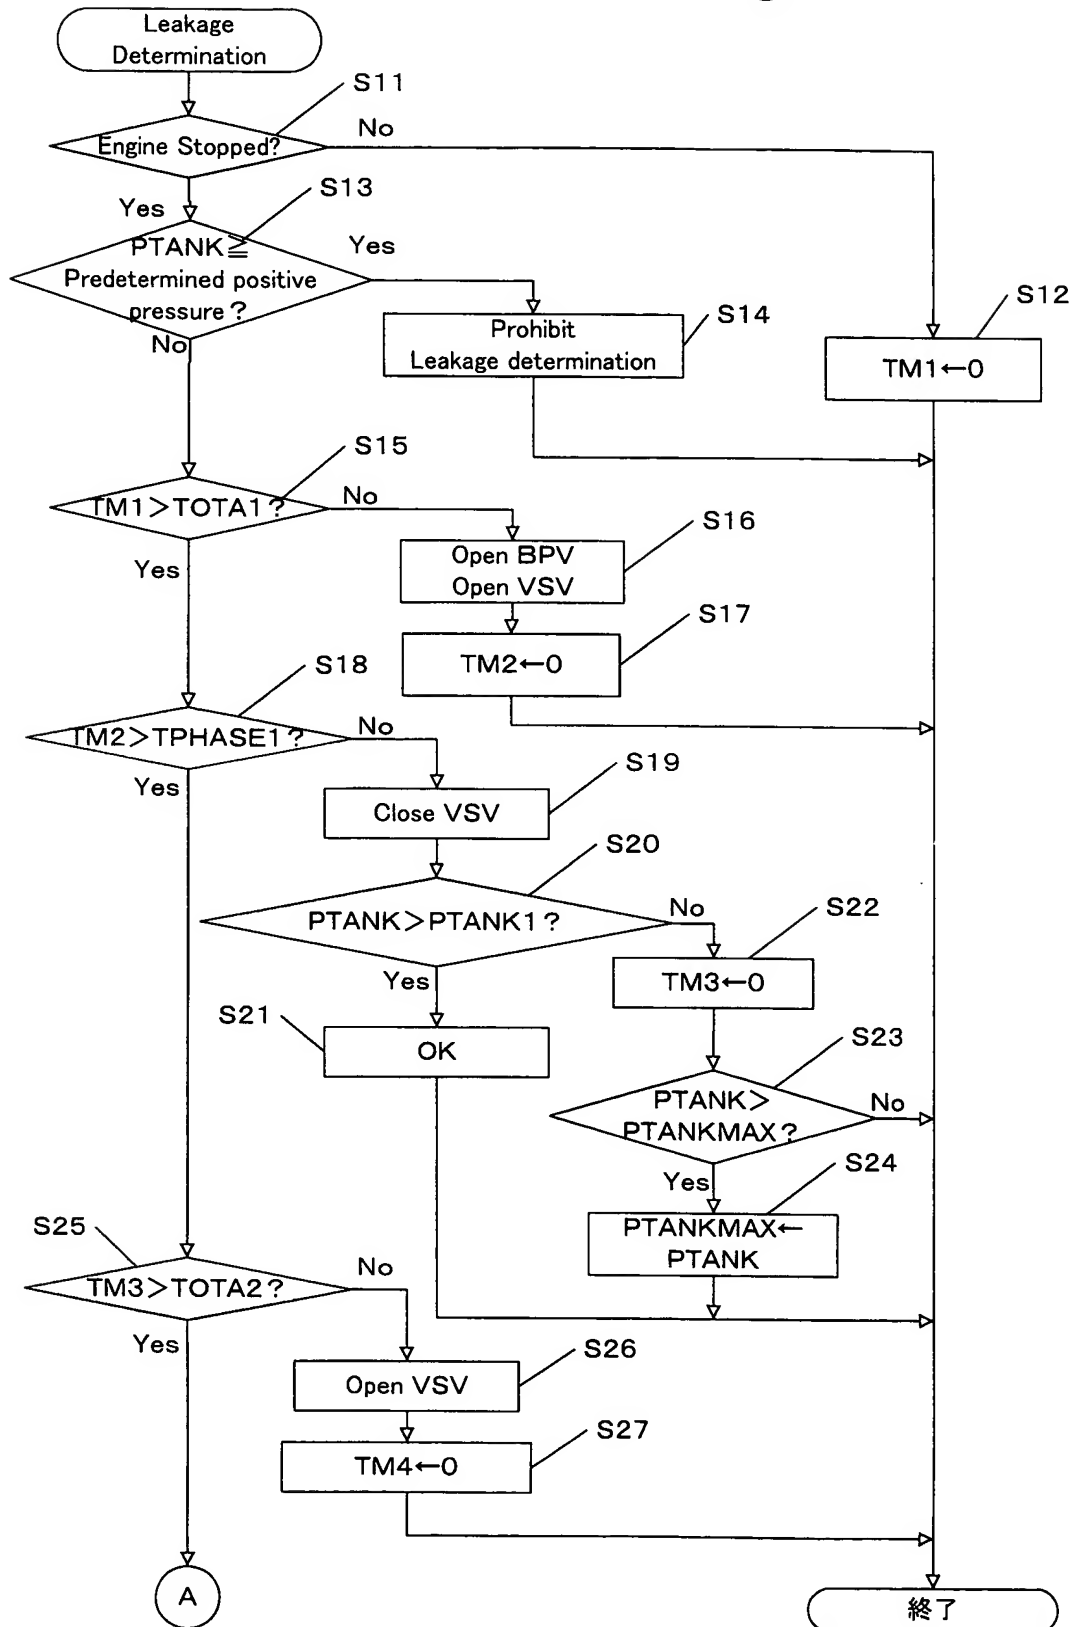 Leakage
Determination
S11
Engine Stopped?
No
Yes
S13
PTANK≧
Predetermined positive
pressure?
Yes
No
S14
Prohibit
Leakage determination
S12
TM1←0
S15
TM1>TOTA1?
No
Yes
S16
Open BPV
Open VSV
S17
TM2←0
S18
TM2>TPHASE1?
No
Yes
S19
Close VSV
S20
PTANK>PTANK1?
No
Yes
S22
TM3←0
S21
OK
S23
PTANK>
PTANKMAX?
No
Yes
S24
PTANKMAX←
PTANK
S25
TM3>TOTA2?
No
Yes
S26
Open VSV
S27
TM4←0
A
終了